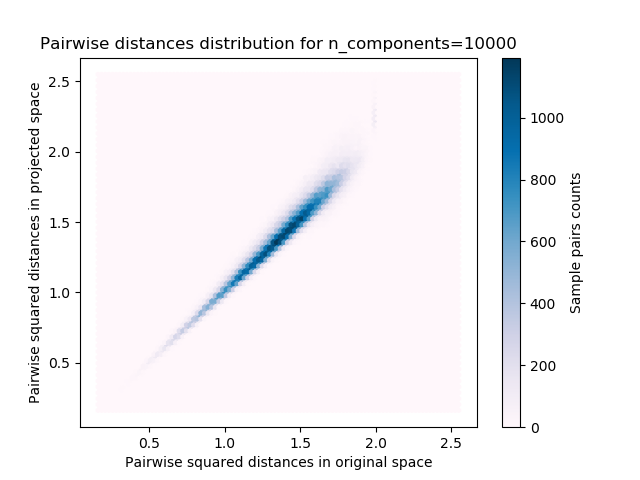 Pairwise distances distribution for n_components=10000
Pairwise squared distances in projected space
2.5
2.0
1.5
1.0
0.5
0.5 1.0 1.5 2.0 2.5
Pairwise squared distances in original space
1000
800
600
400
200
0
Sample pairs counts